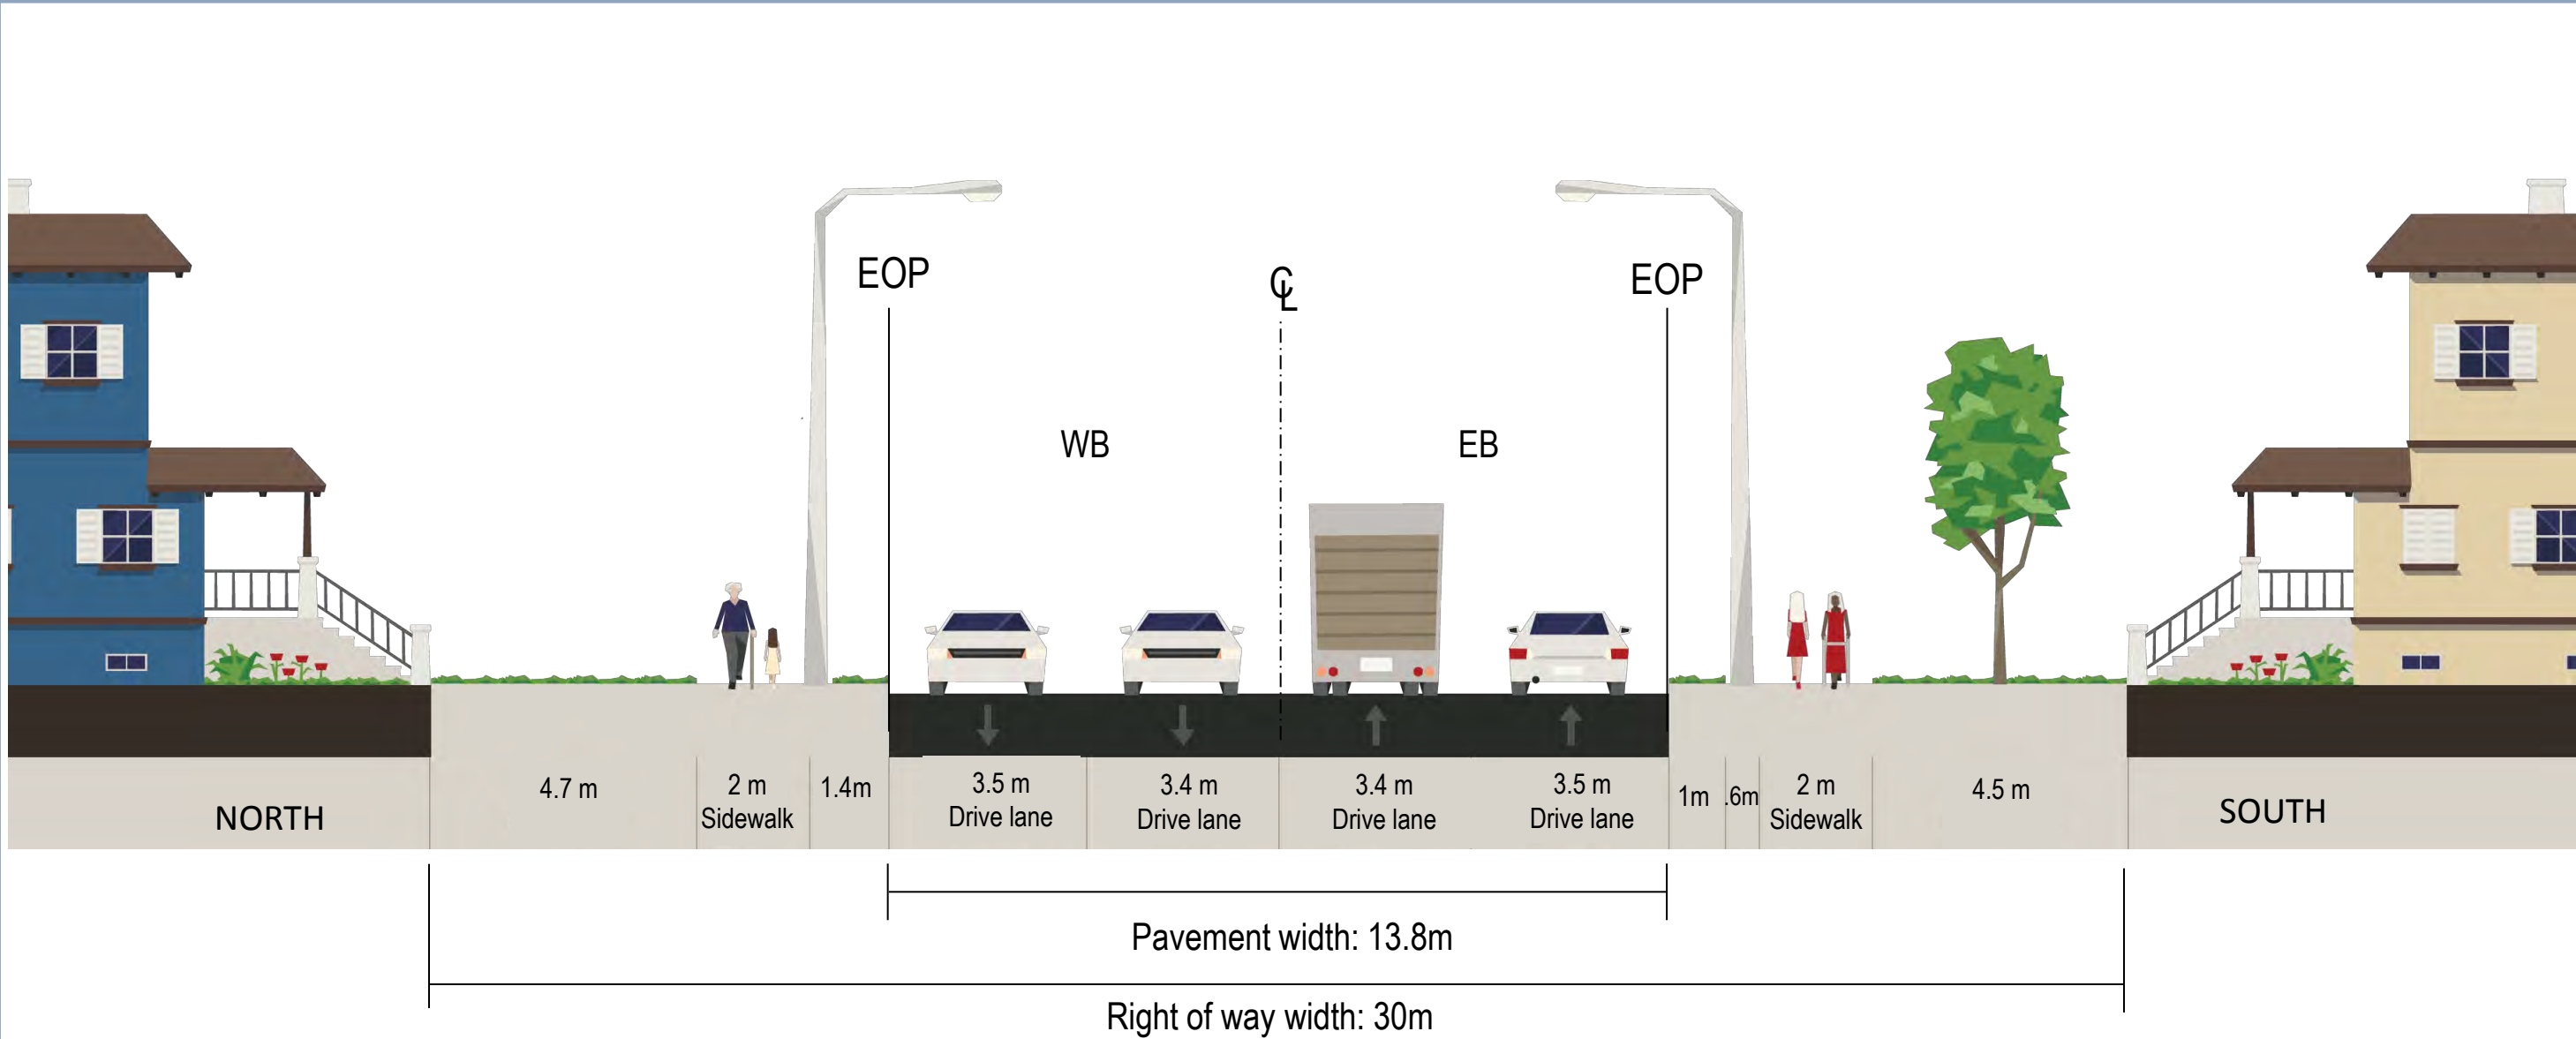 EOP
℄
EOP
WB
EB
4.7 m
2 m
Sidewalk
1.4m
3.5 m
Drive lane
3.4 m
Drive lane
3.4 m
Drive lane
3.5 m
Drive lane
1m
.6m
2 m
Sidewalk
4.5 m
NORTH
SOUTH
Pavement width: 13.8m
Right of way width: 30m